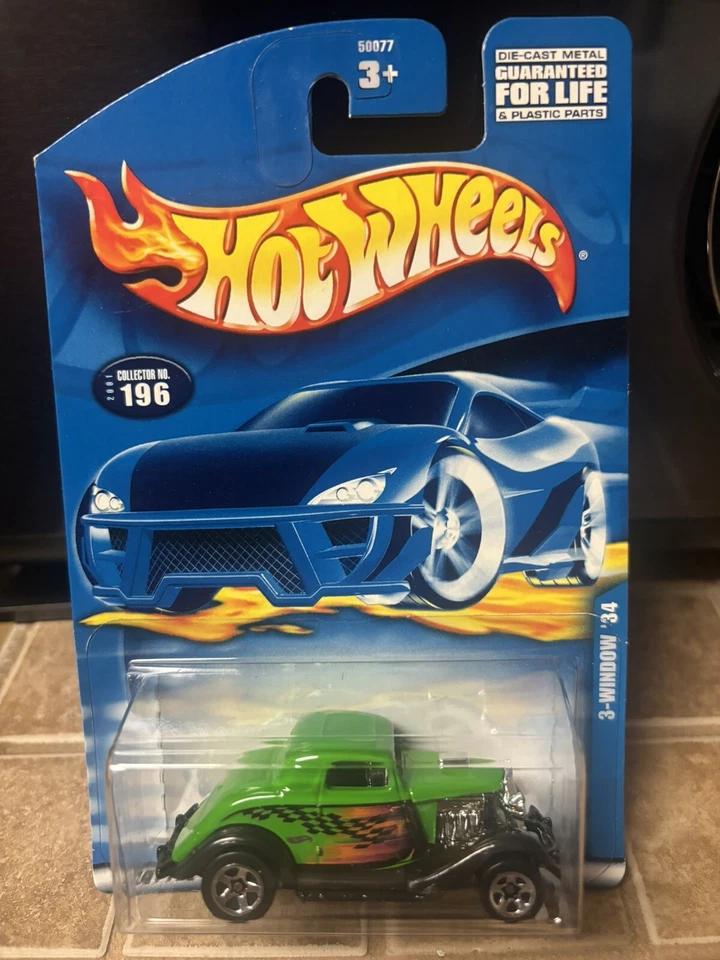 50077
3+
DIE-CAST METAL
GUARANTEED
FOR LIFE
& PLASTIC PARTS
HOT WHEELS®
2001
COLLECTOR NO.
196
3-WINDOW '34